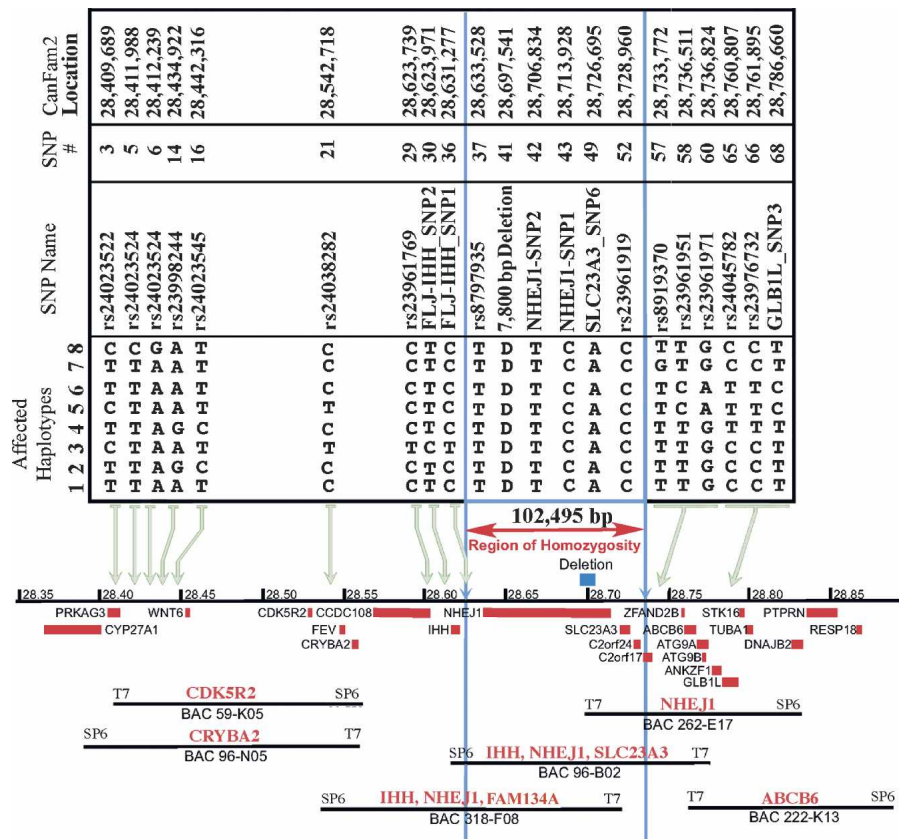 CanFam2 Location
28,409,689
28,411,988
28,412,239
28,434,922
28,442,316
28,542,718
28,623,739
28,623,971
28,631,277
28,633,528
28,697,541
28,706,834
28,713,928
28,726,695
28,728,960
28,733,772
28,736,511
28,736,824
28,760,807
28,761,895
28,786,660
SNP #
3
5
6
14
16
21
29
30
36
37
41
42
43
49
52
57
58
60
65
66
68
SNP Name
rs24023522
rs24023524
rs24023524
rs23998244
rs24023545
rs24038282
rs23961769
FLJ-IHH_SNP2
FLJ-IHH_SNP1
rs8797935
7,800 bpDeletion
NHEJ1-SNP2
NHEJ1-SNP1
SLC23A3_SNP6
rs23961919
rs8919370
rs23961951
rs23961971
rs24045782
rs23976732
GLB1L_SNP3
Affected Haplotypes
8 C C G A T C C T C T D T C A C T T G C C T
7 T T A A T C C C C T D T C A C G T G C C T
6 T T A A T C C T C T D T C A C T C A T T C
5 C T A A T T C T C T D T C A C T C A T T C
4 T T A G C C C T C T D T C A C T T G T T C
3 C T A A T T T C T T D T C A C T T G C C T
2 T T A G C C C C C T D T C A C T T G C C T
1 T T A A T C C T C T D T C A C T T G C C T
102,495 bp
Region of Homozygosity
Deletion
28.35 28.40 28.45 28.50 28.55 28.60 28.65 28.70 28.75 28.80 28.85
PRKAG3 WNT6 CDK5R2 CCDC108 NHEJ1 ZFAND2B STK16 PTPRN
CYP27A1 FEV IHH SLC23A3 ABCB6 TUBA1 RESP18
CRYBA2 C2orf24 ATG9A DNAJB2
C2orf17 ATG9B
ANKZF1
GLB1L
T7 CDK5R2 SP6
BAC 59-K05
T7 NHEJ1 SP6
BAC 262-E17
SP6 CRYBA2 T7
BAC 96-N05
SP6 IHH, NHEJ1, SLC23A3 T7
BAC 96-B02
SP6 IHH, NHEJ1, FAM134A T7
BAC 318-F08
T7 ABCB6 SP6
BAC 222-K13